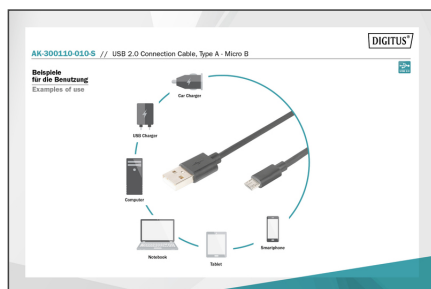 DIGITUS®
AK-300110-010-S // USB 2.0 Connection Cable, Type A - Micro B
Beispiele
für die Benutzung
Examples of use
Car Charger
USB Charger
Computer
Notebook
Tablet
Smartphone